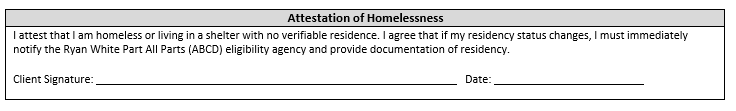 Attestation of Homelessness
I attest that I am homeless or living in a shelter with no verifiable residence. I agree that if my residency status changes, I must immediately
notify the Ryan White Part All Parts (ABCD) eligibility agency and provide documentation of residency.
Client Signature: Date: